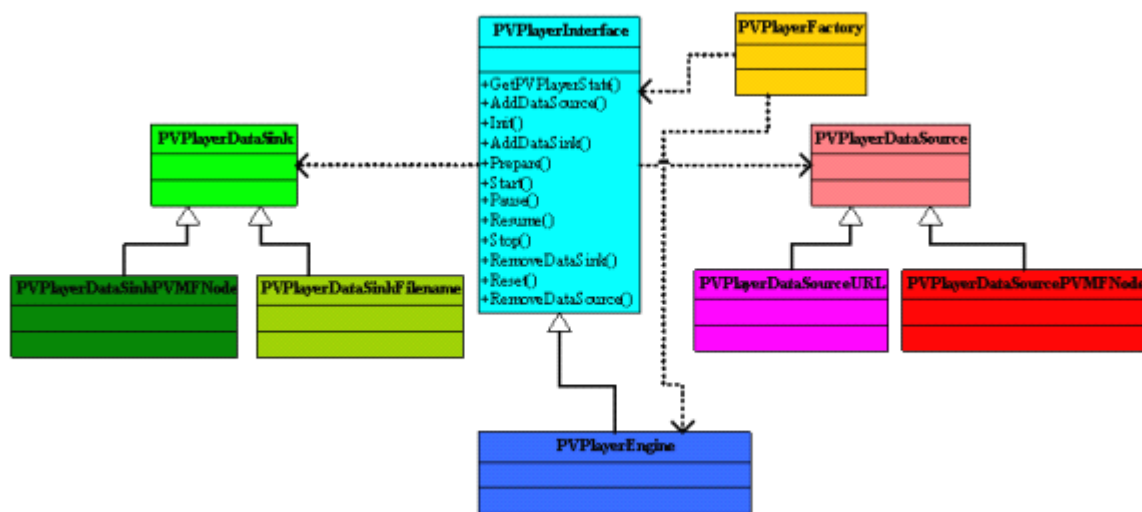 PVPlayerInterface
PVPlayerFactory
+GetPVPlayerState()
+AddDataSource()
+Init()
+AddDataSink()
+Prepare()
+Start()
+Pause()
+Resume()
+Stop()
+RemoveDataSink()
+Reset()
+RemoveDataSource()
PVPlayerDataSink
PVPlayerDataSource
PVPlayerDataSinkPVMFNode
PVPlayerDataSinkFilename
PVPlayerDataSourceURL
PVPlayerDataSourcePVMFNode
PVPlayerEngine